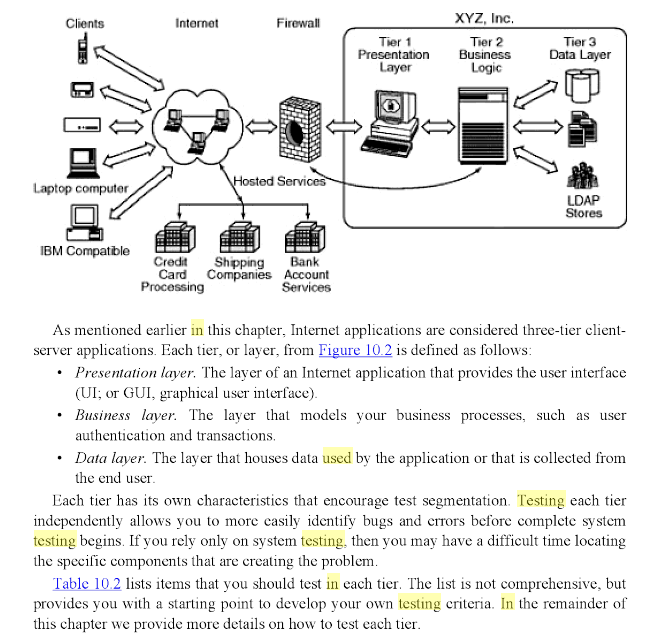 Clients
Internet
Firewall
XYZ, Inc.
Tier 1
Presentation
Layer
Tier 2
Business
Logic
Tier 3
Data Layer
Laptop computer
Hosted Services
LDAP
Stores
IBM Compatible
Credit
Card
Processing
Shipping
Companies
Bank
Account
Services
As mentioned earlier in this chapter, Internet applications are considered three-tier client-
server applications. Each tier, or layer, from Figure 10.2 is defined as follows:
• Presentation layer. The layer of an Internet application that provides the user interface
(UI; or GUI, graphical user interface).
• Business layer. The layer that models your business processes, such as user
authentication and transactions.
• Data layer. The layer that houses data used by the application or that is collected from
the end user.
Each tier has its own characteristics that encourage test segmentation. Testing each tier
independently allows you to more easily identify bugs and errors before complete system
testing begins. If you rely only on system testing, then you may have a difficult time locating
the specific components that are creating the problem.
Table 10.2 lists items that you should test in each tier. The list is not comprehensive, but
provides you with a starting point to develop your own testing criteria. In the remainder of
this chapter we provide more details on how to test each tier.